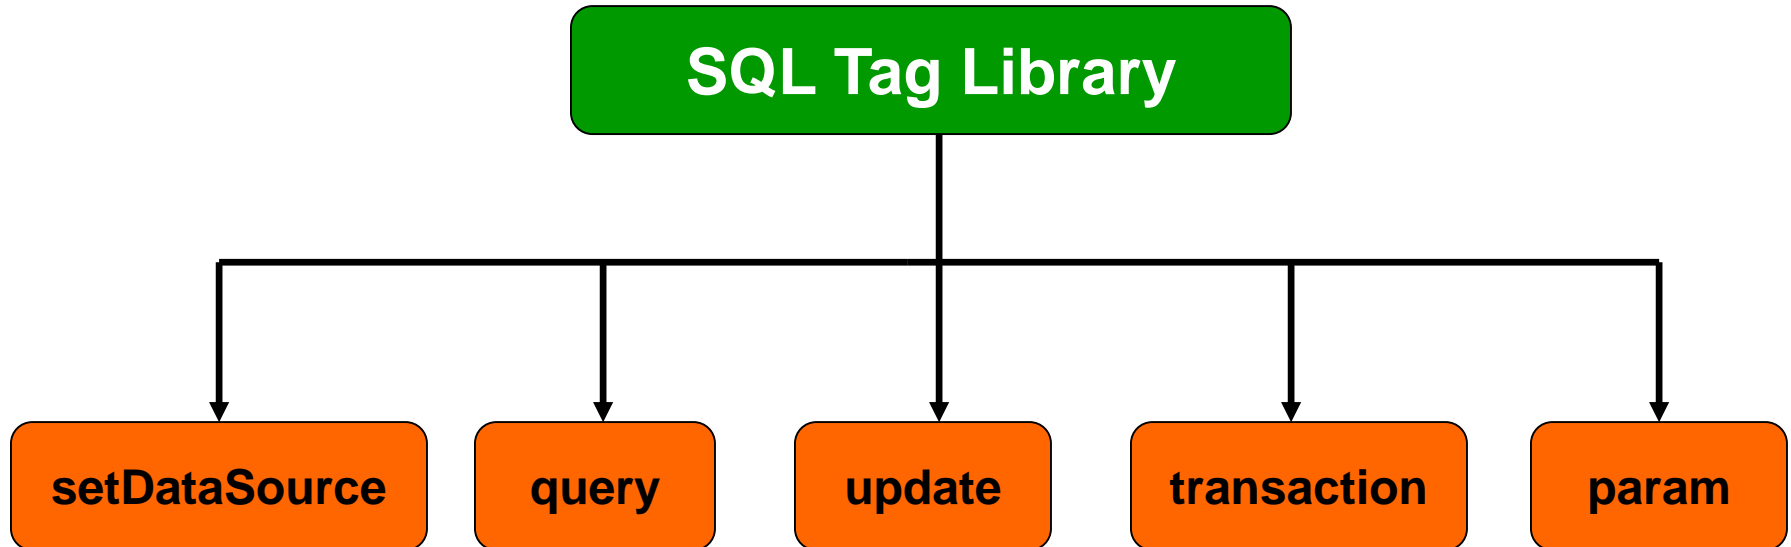 SQL Tag Library
setDataSource
query
update
transaction
param